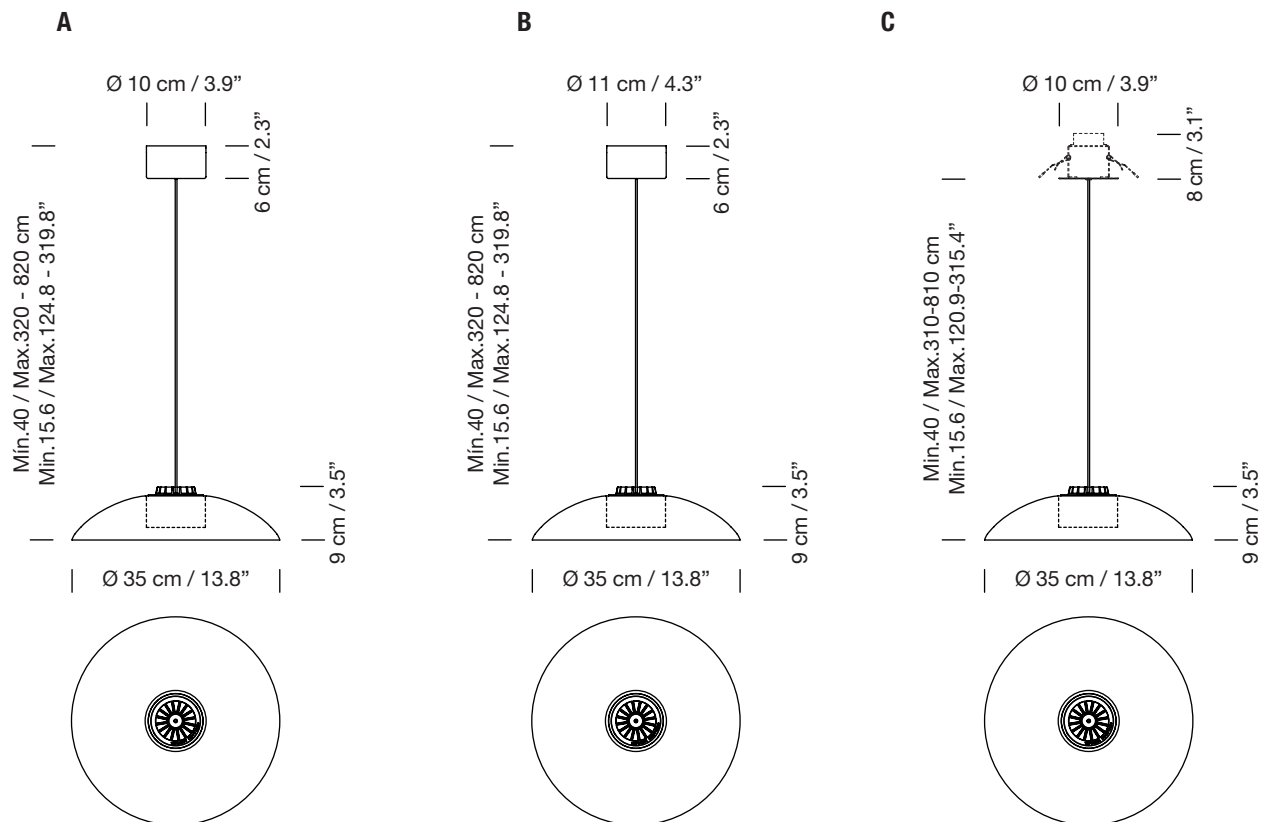 A
Ø 10 cm / 3.9”
6 cm / 2.3”
Mín.40 / Max.320 - 820 cm
Min.15.6 / Max.124.8 - 319.8”
9 cm / 3.5”
Ø 35 cm / 13.8”
B
Ø 11 cm / 4.3”
6 cm / 2.3”
Mín.40 / Max.320 - 820 cm
Min.15.6 / Max.124.8 - 319.8”
9 cm / 3.5”
Ø 35 cm / 13.8”
C
Ø 10 cm / 3.9”
8 cm / 3.1”
Min.40 / Max.310-810 cm
Min.15.6 / Max.120.9-315.4”
9 cm / 3.5”
Ø 35 cm / 13.8”